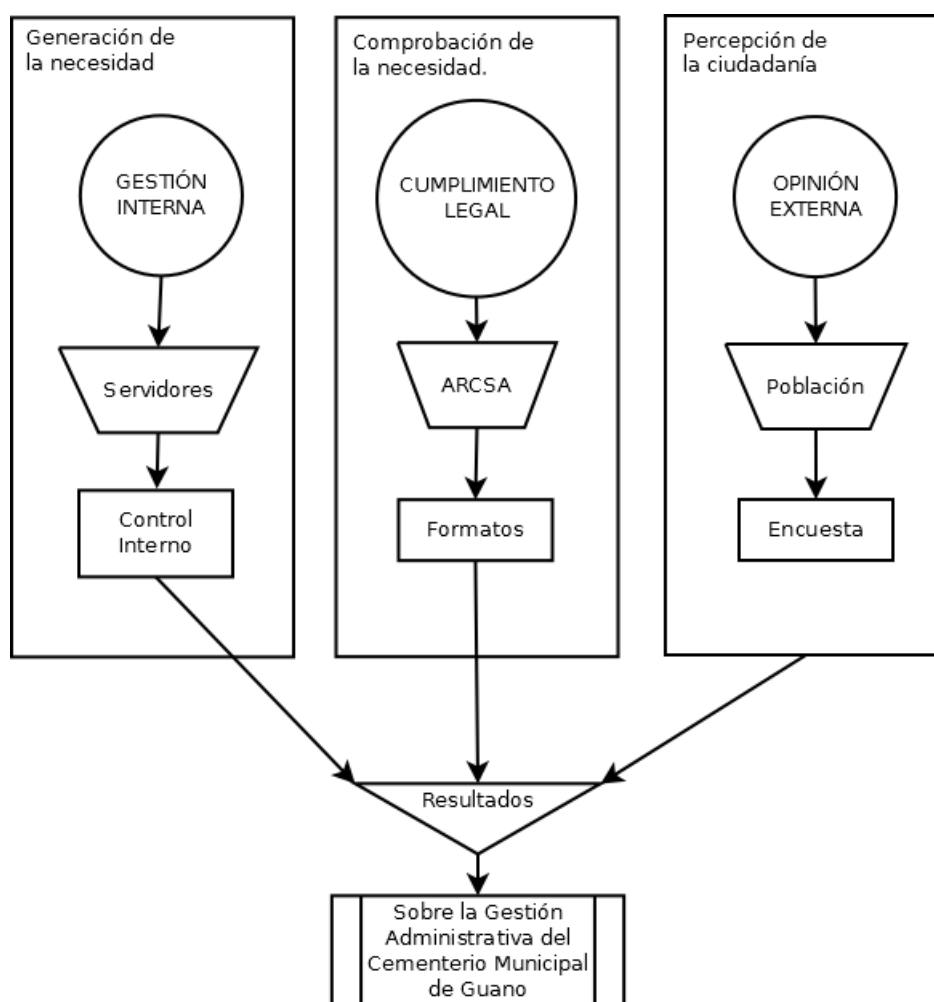 Generación de
la necesidad
GESTIÓN
INTERNA
Servidores
Control
Interno
Comprobación de
la necesidad.
CUMPLIMIENTO
LEGAL
ARCSA
Formatos
Percepción de
la ciudadanía
OPINIÓN
EXTERNA
Población
Encuesta
Resultados
Sobre la Gestión
Administrativa del
Cementerio Municipal
de Guano